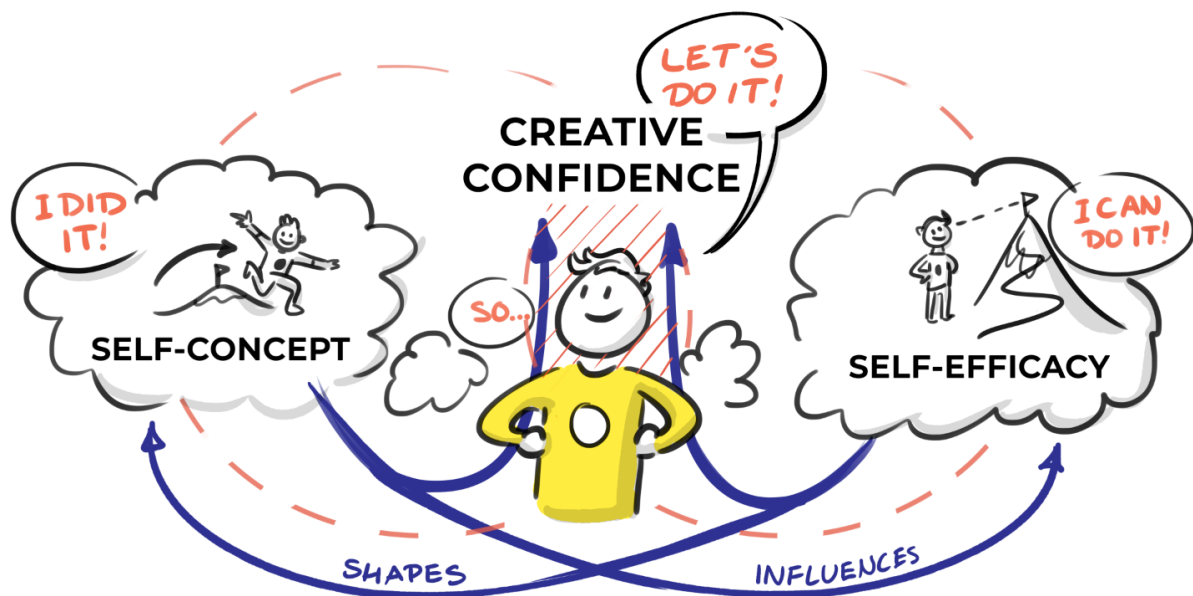 LET'S
DO IT!
CREATIVE
CONFIDENCE
I DID
IT!
I CAN
DO IT!
SO...
SELF-CONCEPT
SELF-EFFICACY
SHAPES
INFLUENCES